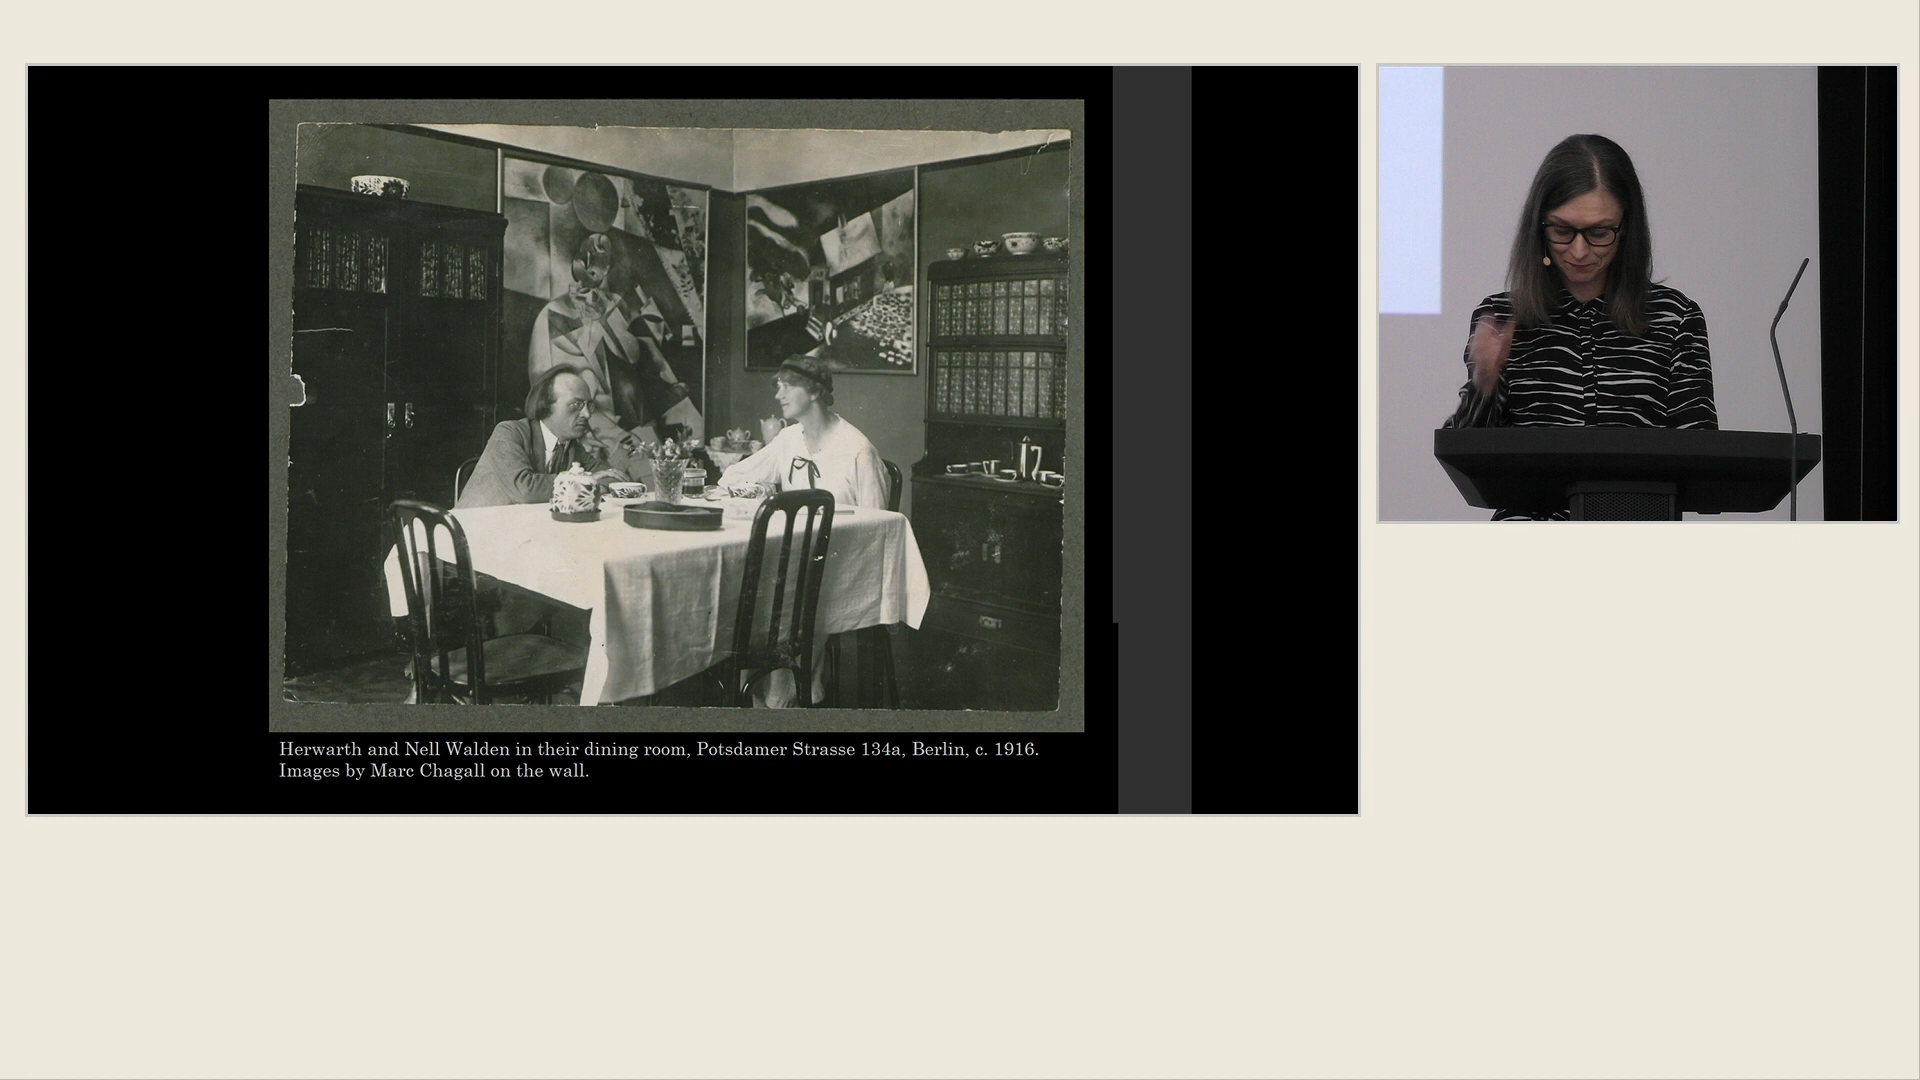 Herwarth and Nell Walden in their dining room, Potsdamer Strasse 134a, Berlin, c. 1916.
Images by Marc Chagall on the wall.